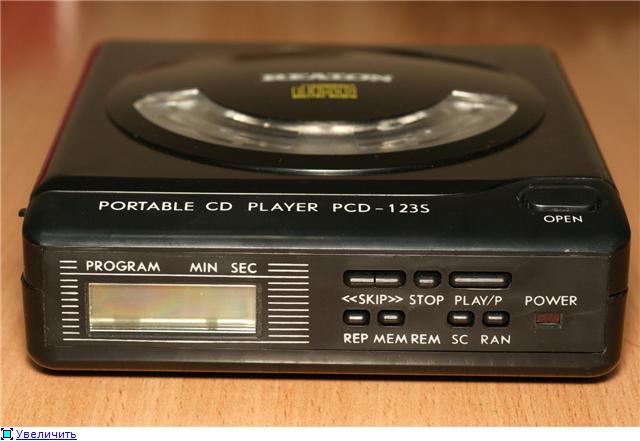 REATON
PORTABLE CD PLAYER PCD-123S
OPEN
PROGRAM MIN SEC
<<SKIP>> STOP PLAY/P POWER
REP MEM REM SC RAN
Увеличить